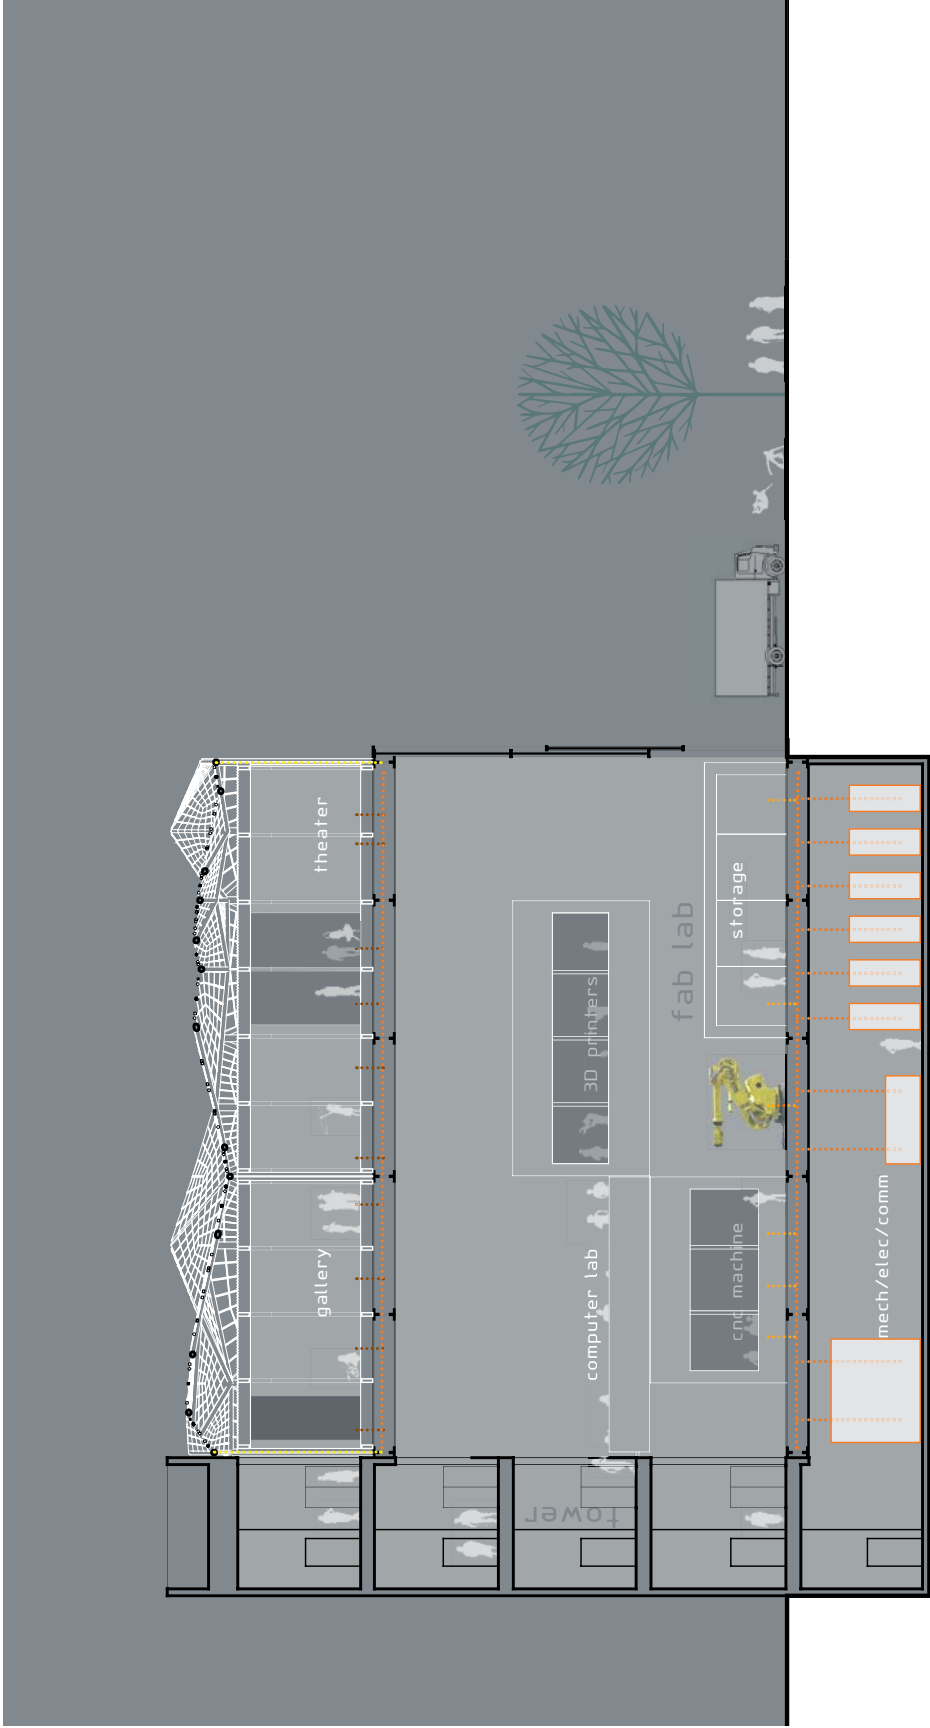 gallery
theater
tower
computer lab
3D printers
fab lab
cnc machine
storage
mech/elec/comm